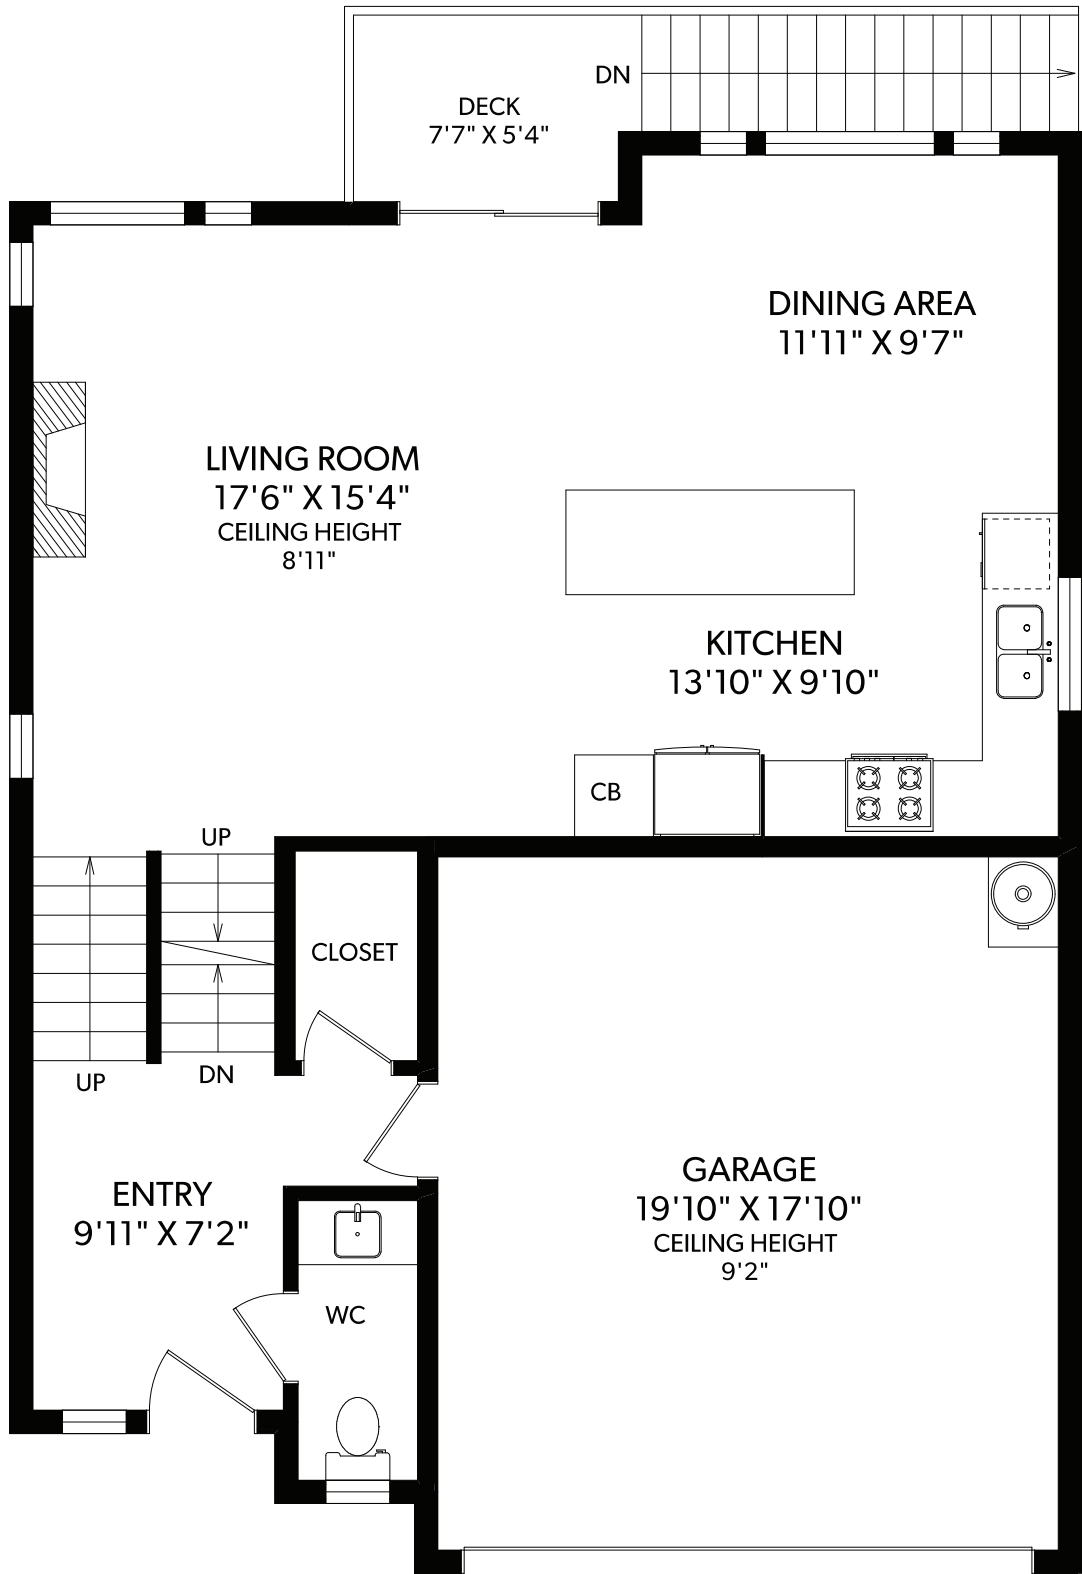 DN
DECK
7'7" X 5'4"
DINING AREA
11'11" X 9'7"
LIVING ROOM
17'6" X 15'4"
CEILING HEIGHT
8'11"
KITCHEN
13'10" X 9'10"
CB
UP
CLOSET
UP
DN
ENTRY
9'11" X 7'2"
GARAGE
19'10" X 17'10"
CEILING HEIGHT
9'2"
WC